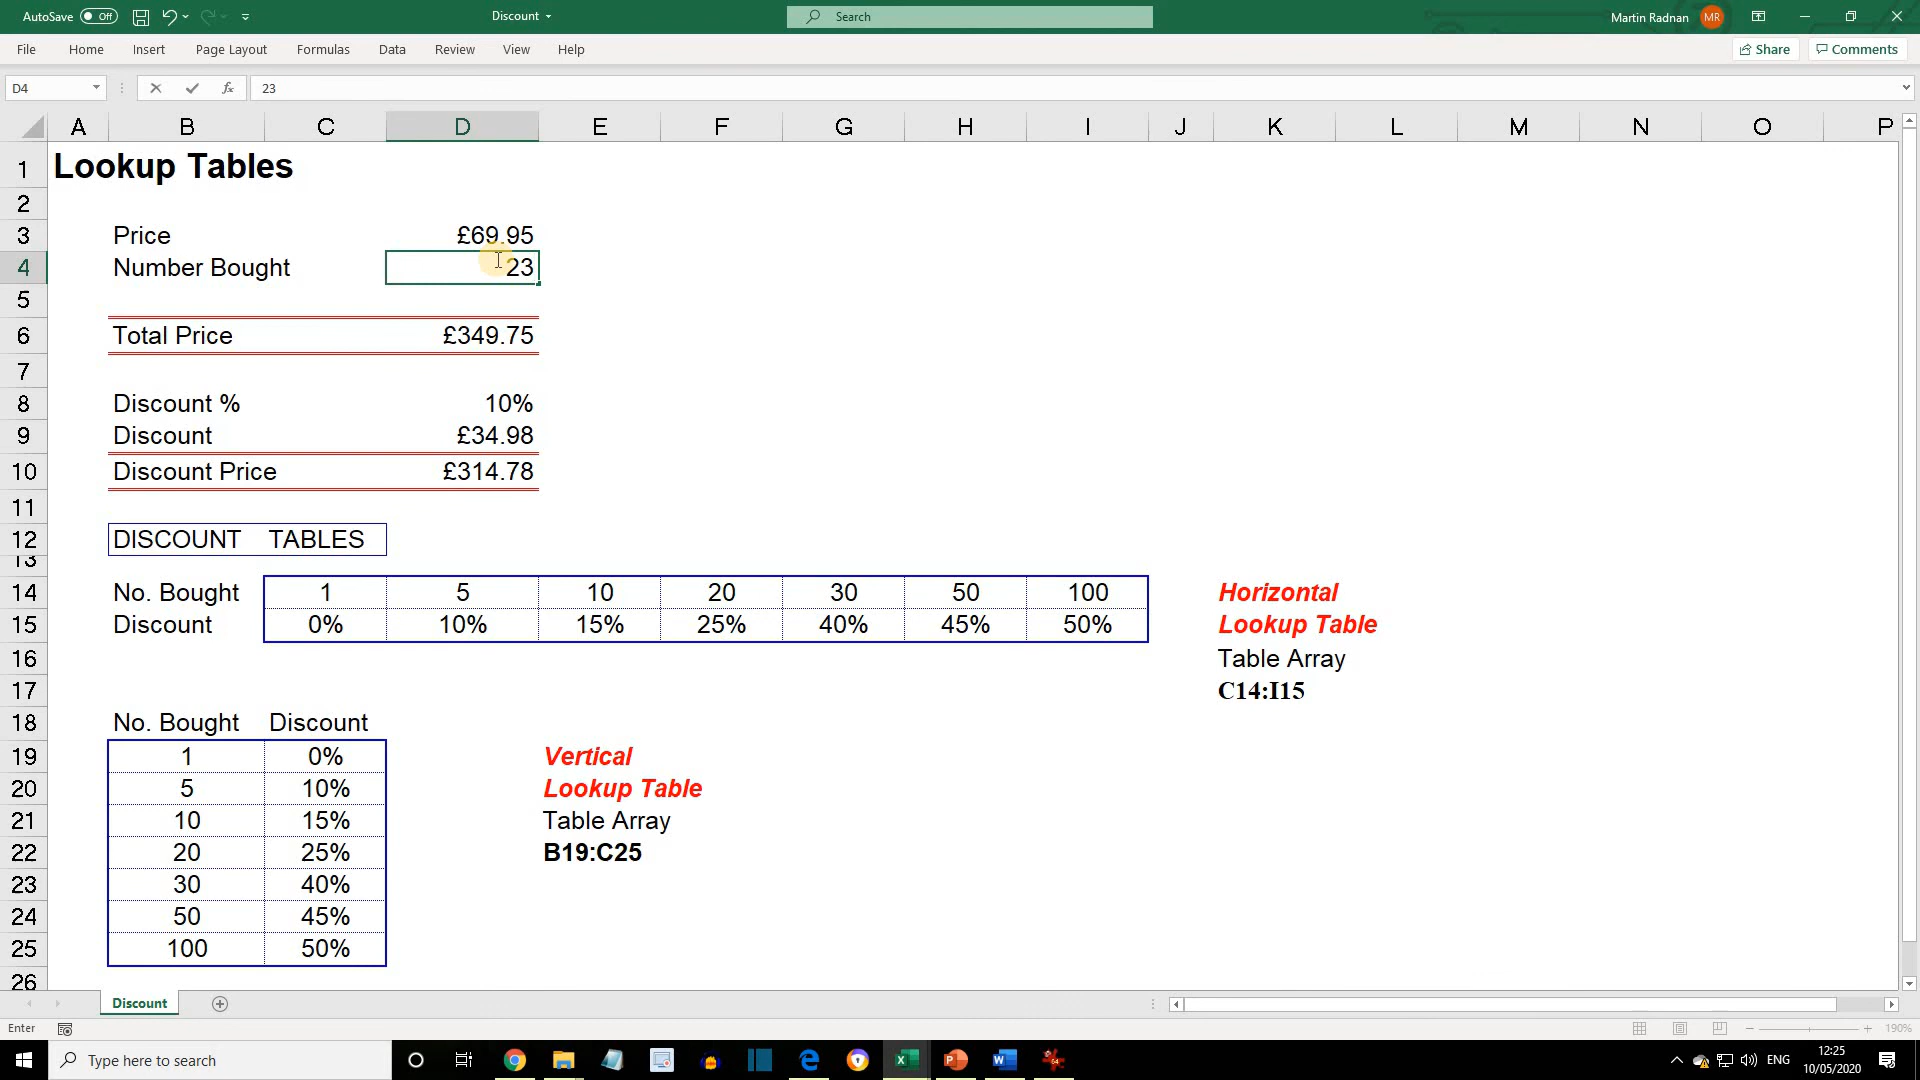 AutoSave Off Discount Search Martin Radnan MR
File Home Insert Page Layout Formulas Data Review View Help Share Comments
D4 fx 23
A B C D E F G H I J K L M N O P
1 Lookup Tables
2
3 Price £69.95
4 Number Bought 23
5
6 Total Price £349.75
7
8 Discount % 10%
9 Discount £34.98
10 Discount Price £314.78
11
12 DISCOUNT TABLES
13
14 No. Bought 1 5 10 20 30 50 100 Horizontal
15 Discount 0% 10% 15% 25% 40% 45% 50% Lookup Table
16 Table Array
17 C14:I15
18 No. Bought Discount
19 1 0% Vertical
20 5 10% Lookup Table
21 10 15% Table Array
22 20 25% B19:C25
23 30 40%
24 50 45%
25 100 50%
26
Discount
Enter 190%
Type here to search ENG 12:25
10/05/2020